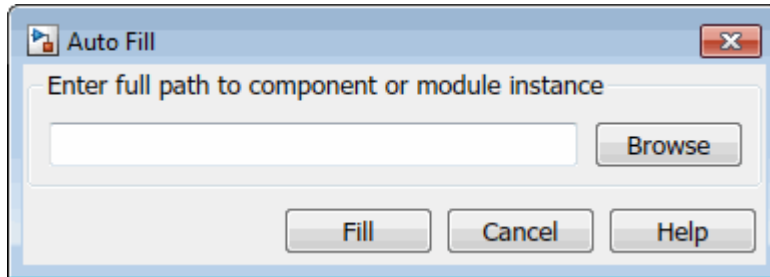 Auto Fill
Enter full path to component or module instance
Browse
Fill Cancel Help